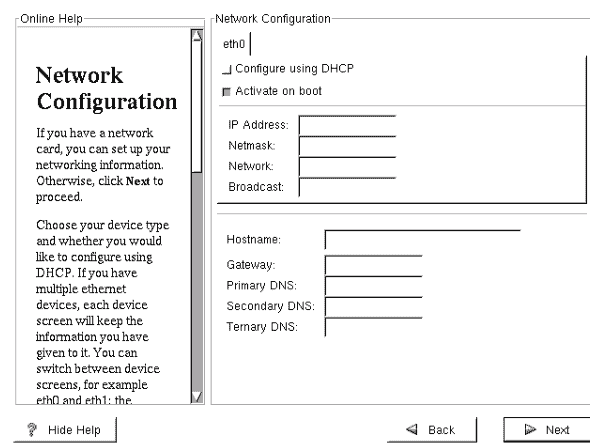 Online Help
Network
Configuration
If you have a network
card, you can set up your
networking information.
Otherwise, click Next to
proceed.
Choose your device type
and whether you would
like to configure using
DHCP. If you have
multiple ethernet
devices, each device
screen will keep the
information you have
given to it. You can
switch between device
screens, for example
eth0 and eth1; the
Network Configuration
eth0
Configure using DHCP
Activate on boot
IP Address:
Netmask:
Network:
Broadcast:
Hostname:
Gateway:
Primary DNS:
Secondary DNS:
Ternary DNS:
? Hide Help
Back
Next